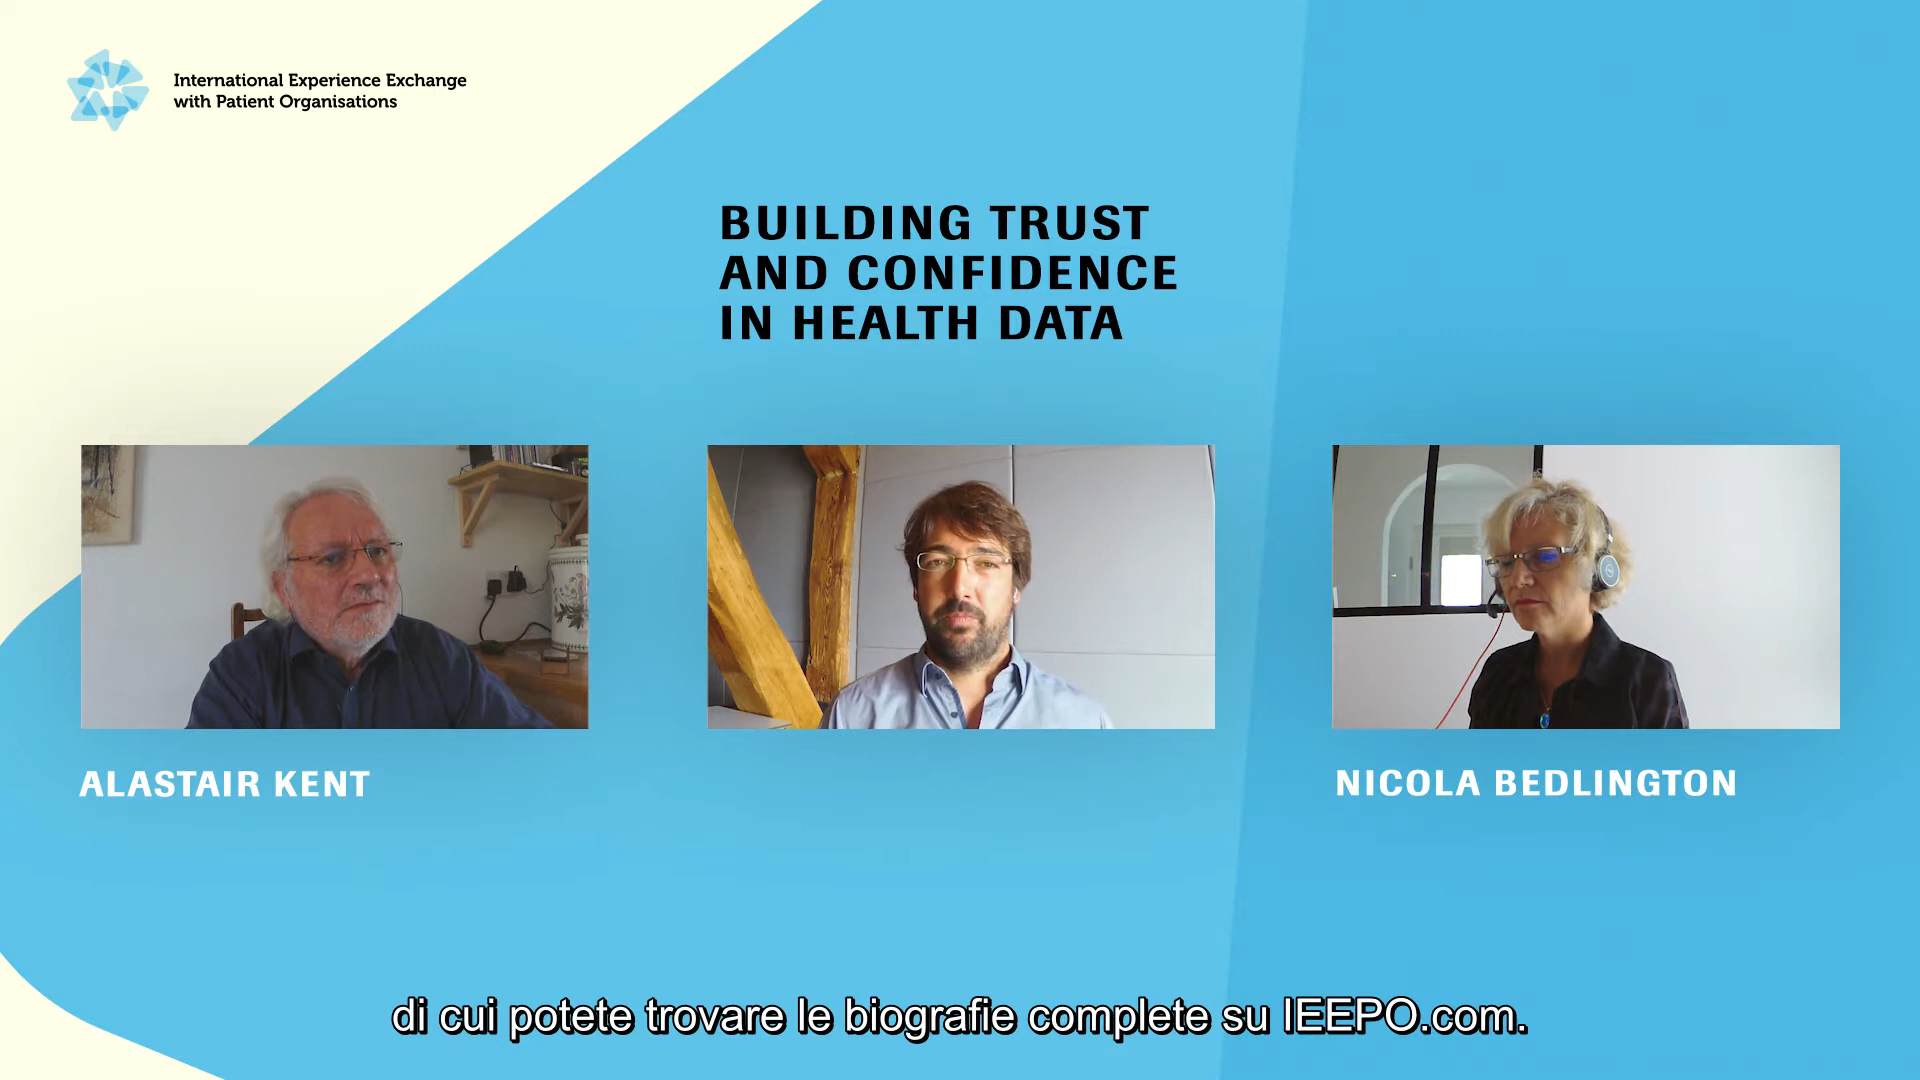 International Experience Exchange
with Patient Organisations
BUILDING TRUST
AND CONFIDENCE
IN HEALTH DATA
ALASTAIR KENT
NICOLA BEDLINGTON
di cui potete trovare le biografie complete su IEEPO.com.